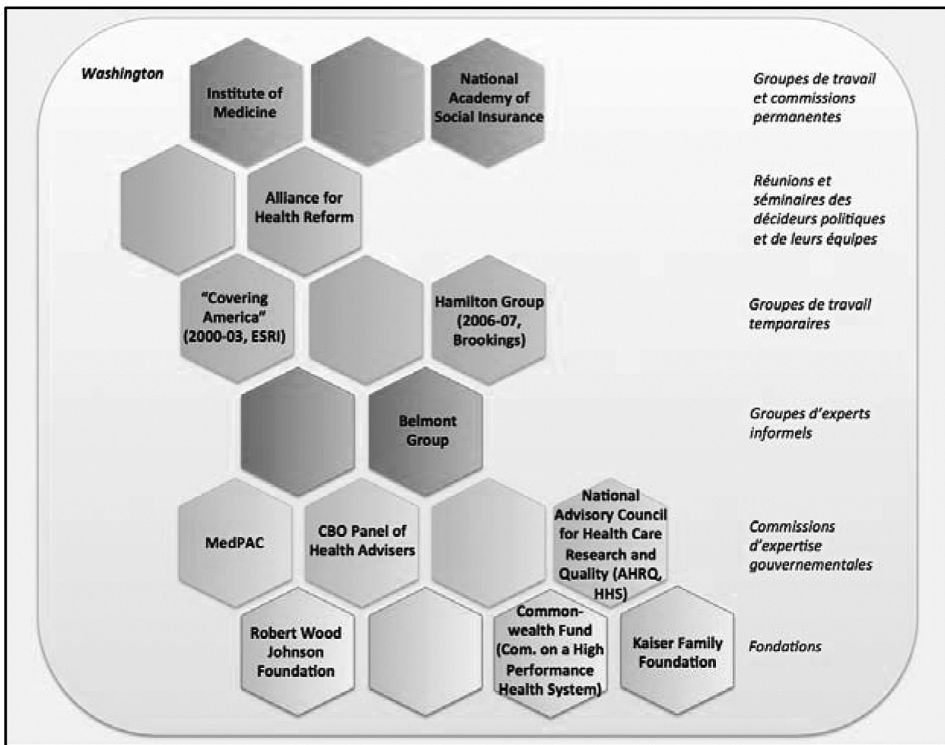 Washington
Institute of
Medicine
National
Academy of
Social Insurance
Groupes de travail
et commissions
permanentes
Alliance for
Health Reform
Réunions et
séminaires des
décideurs politiques
et de leurs équipes
"Covering
America"
(2000-03, ESRI)
Hamilton Group
(2006-07,
Brookings)
Groupes de travail
temporaires
Belmont
Group
Groupes d'experts
informels
MedPAC
CBO Panel of
Health Advisers
National
Advisory Council
for Health Care
Research and
Quality (AHRQ,
HHS)
Commissions
d'expertise
gouvernementales
Robert Wood
Johnson
Foundation
Common-
wealth Fund
(Com. on a High
Performance
Health System)
Kaiser Family
Foundation
Fondations